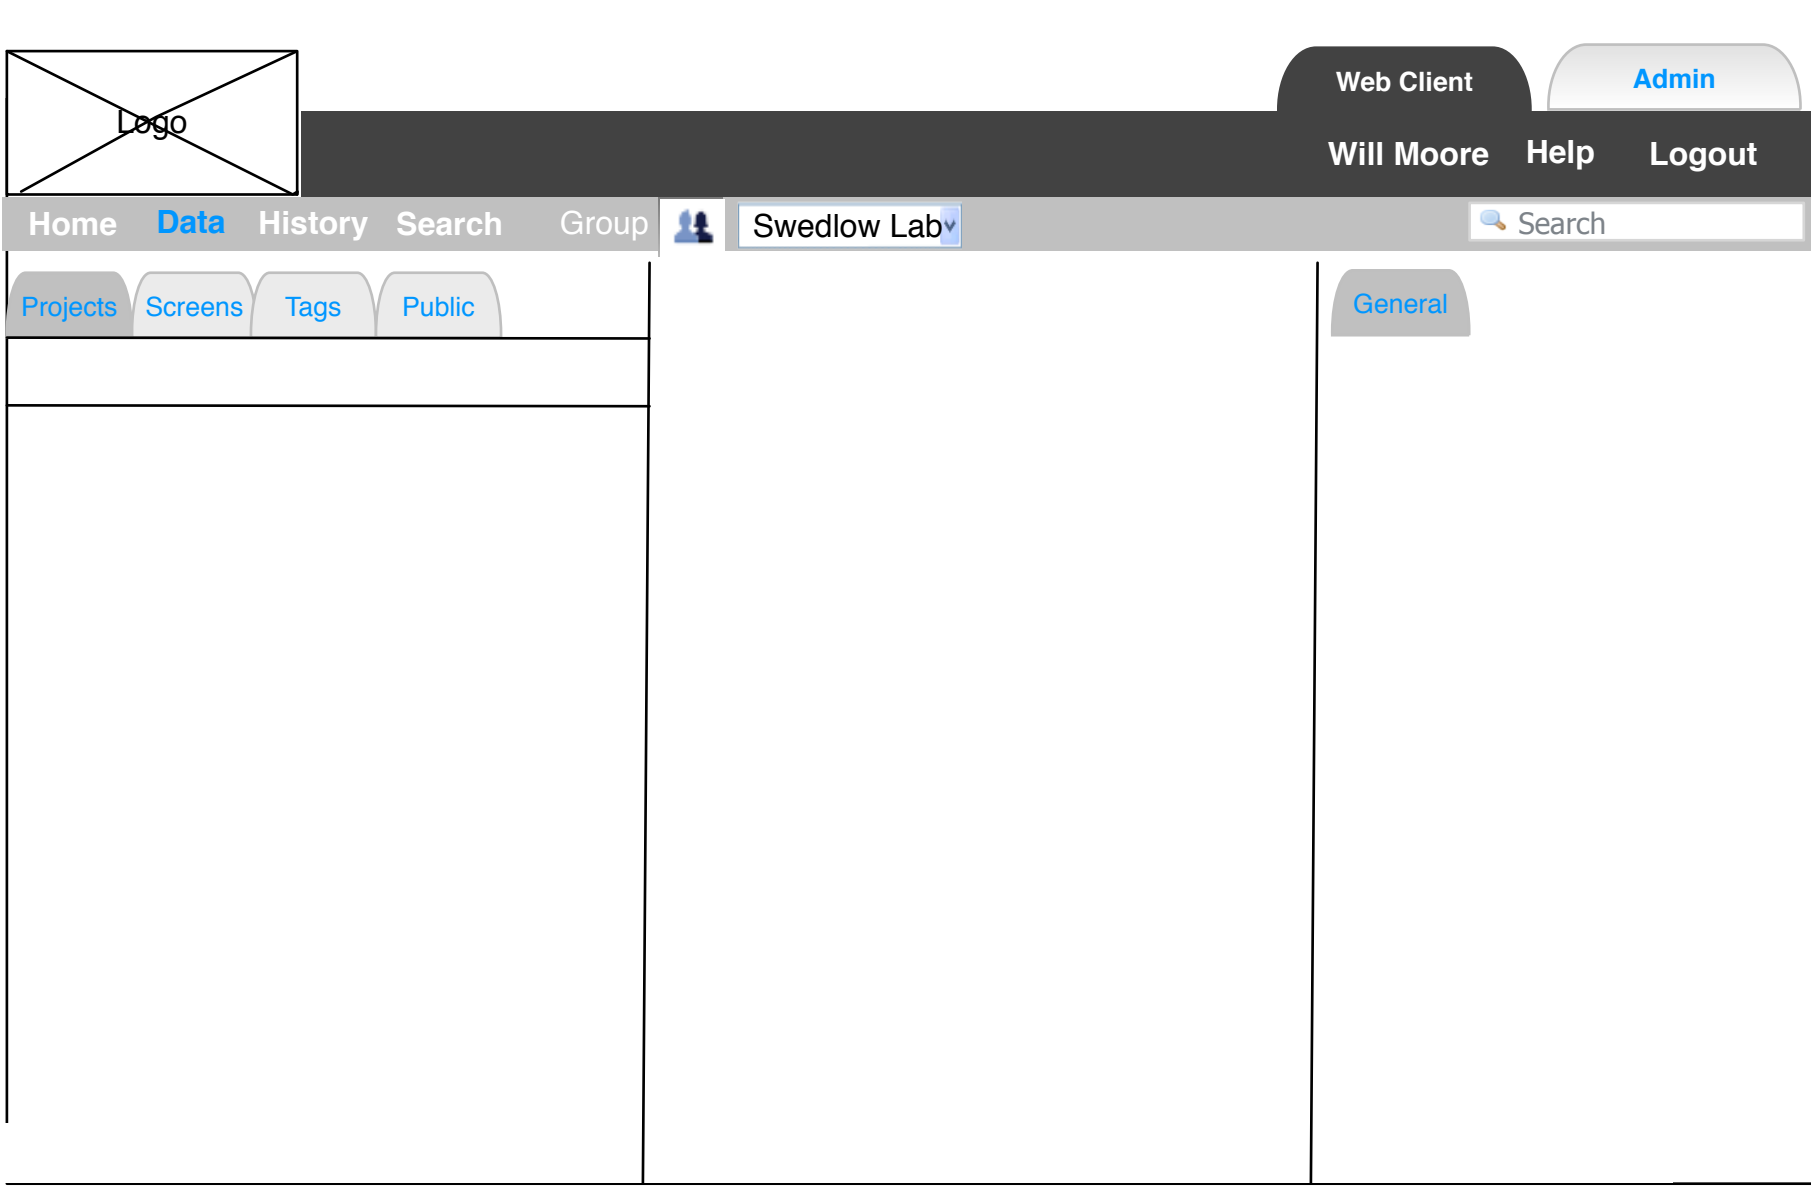 Logo
Web Client
Admin
Will Moore Help Logout
Home Data History Search Group Swedlow Lab Search
Projects Screens Tags Public General